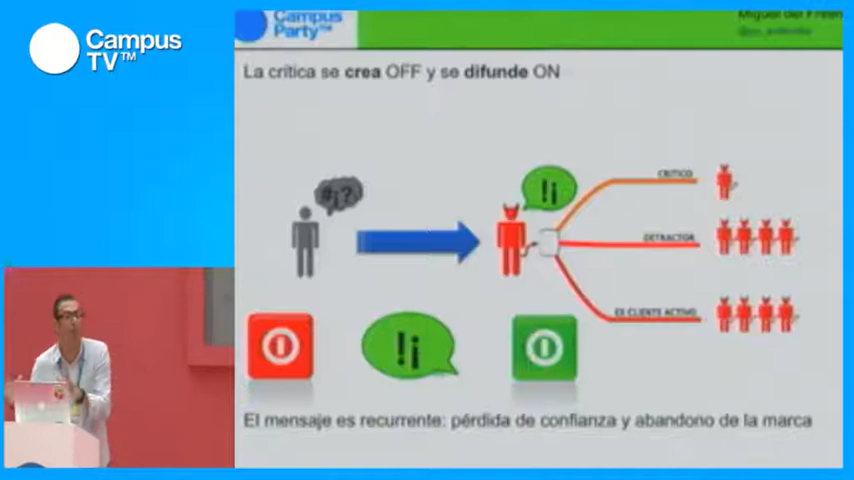 Campus
TV™
Campus
Party™
Miguel del Fresno
La crítica se crea OFF y se difunde ON
#¡?
!¡
CRITICO
DETRACTOR
EX CLIENTE ACTIVO
!¡
El mensaje es recurrente: pérdida de confianza y abandono de la marca